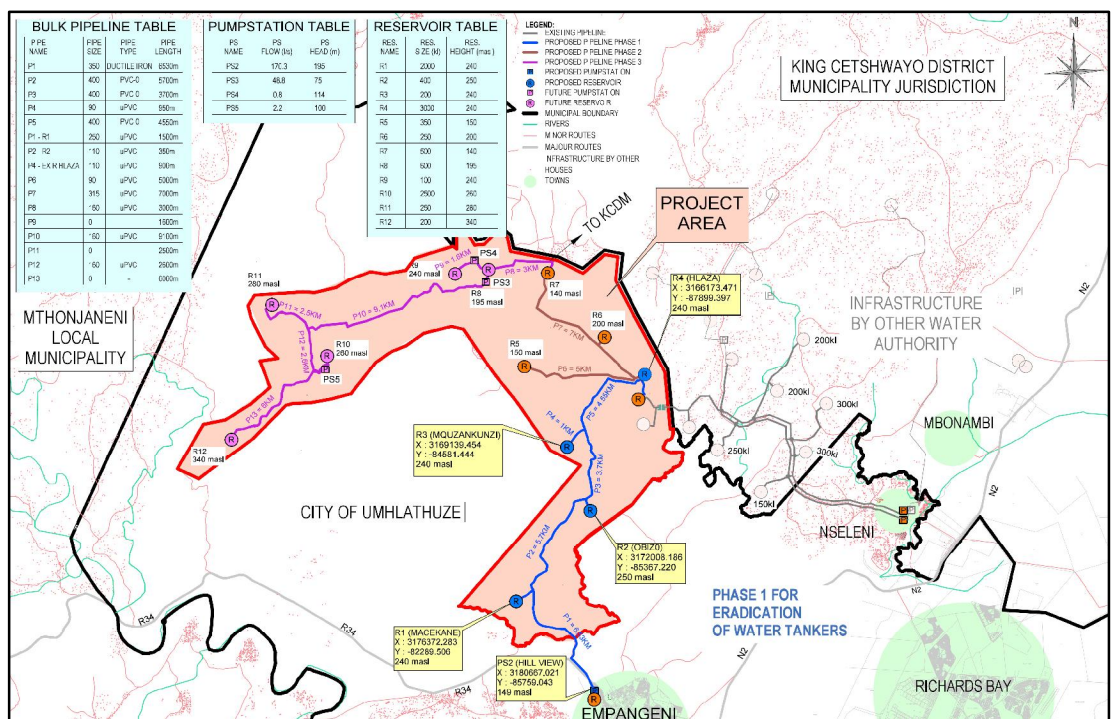 BULK PIPELINE TABLE
PIPE NAME PIPE SIZE PIPE TYPE PIPE LENGTH
P1 350 DUCTILE IRON 6530m
P2 400 PVC-0 5700m
P3 400 PVC 0 3700m
P4 90 uPVC 950m
P5 400 PVC 0 4550m
P1 - R1 250 uPVC 1500m
P2 R2 110 uPVC 350m
P4 - EX R HLAZA 110 uPVC 900m
P6 90 uPVC 5000m
P7 315 uPVC 7000m
P8 160 uPVC 3000m
P9 0 1600m
P10 160 uPVC 9100m
P11 0 2500m
P12 160 uPVC 2600m
P13 0 - 6000m
PUMPSTATION TABLE
PS NAME PS FLOW (l/s) PS HEAD (m)
PS2 170.3 195
PS3 48.8 75
PS4 0.8 114
PS5 2.2 100
RESERVOIR TABLE
RES. NAME RES. SIZE (kl) RES. HEIGHT (mas )
R1 2000 240
R2 400 250
R3 200 240
R4 3000 240
R5 350 150
R6 250 200
R7 500 140
R8 600 195
R9 100 240
R10 2500 260
R11 250 280
R12 200 340
LEGEND:
EXISTING PIPELINE
PROPOSED PIPELINE PHASE 1
PROPOSED PIPELINE PHASE 2
PROPOSED PIPELINE PHASE 3
PROPOSED PUMPSTATION
PROPOSED RESERVOIR
FUTURE PUMPSTATION
FUTURE RESERVOIR
MUNICIPAL BOUNDARY
RIVERS
MINOR ROUTES
MAJOUR ROUTES
INFRASTRUCTURE BY OTHER
HOUSES
TOWNS
N
KING CETSHWAYO DISTRICT
MUNICIPALITY JURISDICTION
PROJECT
AREA
TO KCDM
N2
R4 (HLAZA)
X : 3166173.471
Y : -87899.397
240 masl
INFRASTRUCTURE
BY OTHER WATER
AUTHORITY
MTHONJANENI
LOCAL
MUNICIPALITY
R11
280 masl
R9
240 masl
P9 = 1.6KM
PS4
P8 = 3KM
PS3
R8
195 masl
R7
140 masl
R6
200 masl
R5
150 masl
P11 = 2.5KM
P10 = 9.1KM
P12 = 2.6KM
R10
260 masl
PS5
P13 = 6KM
R12
340 masl
P7 = 7KM
P6 = 5KM
P5 = 4.55KM
P4 = 1KM
P3 = 3.7KM
P2 = 5.7KM
200kl
200kl
300kl
250kl
300kl
150kl
MBONAMBI
N2
NSELENI
N2
R3 (MQUZANKUNZI)
X : 3169139.454
Y : -84581.444
240 masl
CITY OF UMHLATHUZE
R2 (OBIZO)
X : 3172008.186
Y : -85367.220
250 masl
PHASE 1 FOR
ERADICATION
OF WATER TANKERS
R34
R34
R34
N2
R1 (MACEKANE)
X : 3176372.283
Y : -82269.506
240 masl
PS2 (HILL VIEW)
X : 3180667.021
Y : -85759.043
149 masl
EMPANGENI
RICHARDS BAY